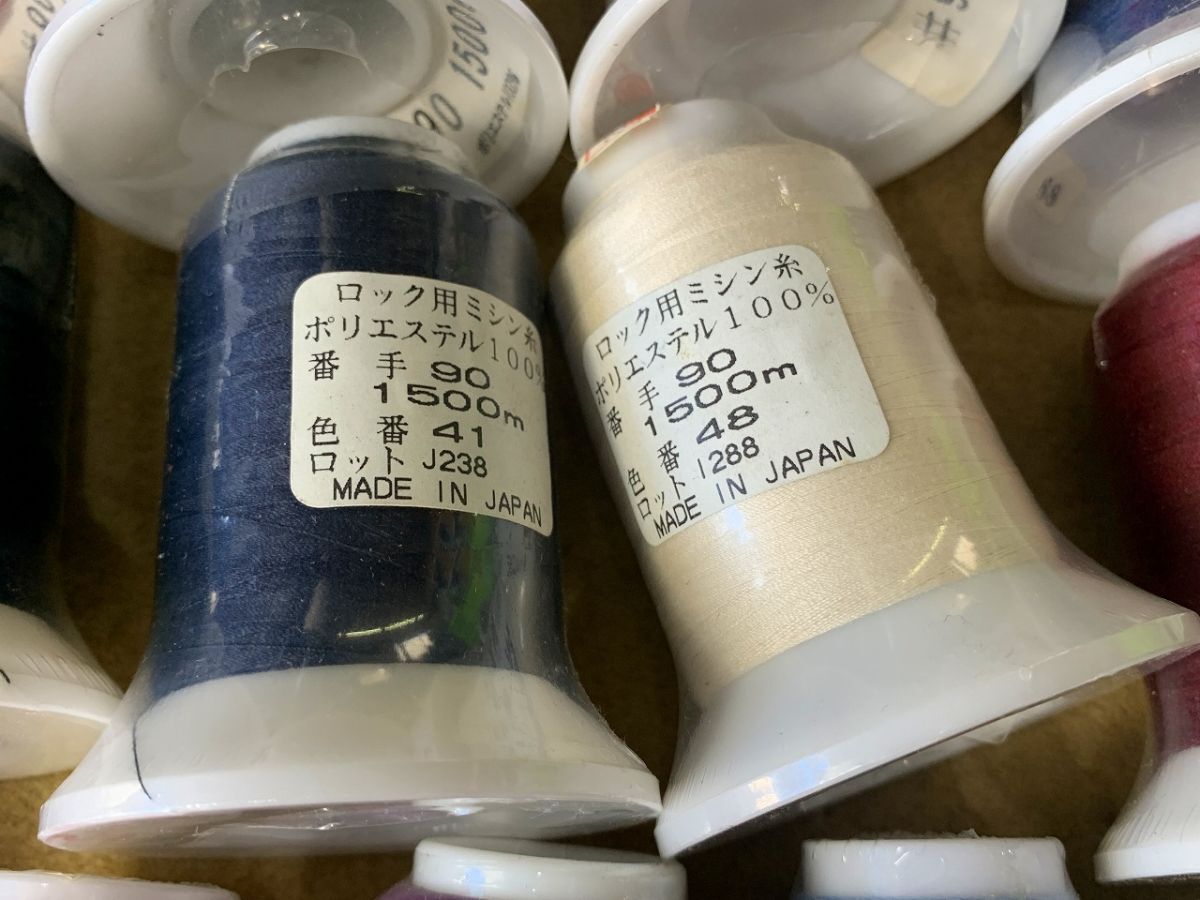 90 1500
ロック用ミシン糸
ポリエステル100%
番手 90
1500m
色番 41
ロット J238
MADE IN JAPAN
ロック用ミシン糸
ポリエステル100%
番手 90
1500m
色番 48
ロット I288
MADE IN JAPAN